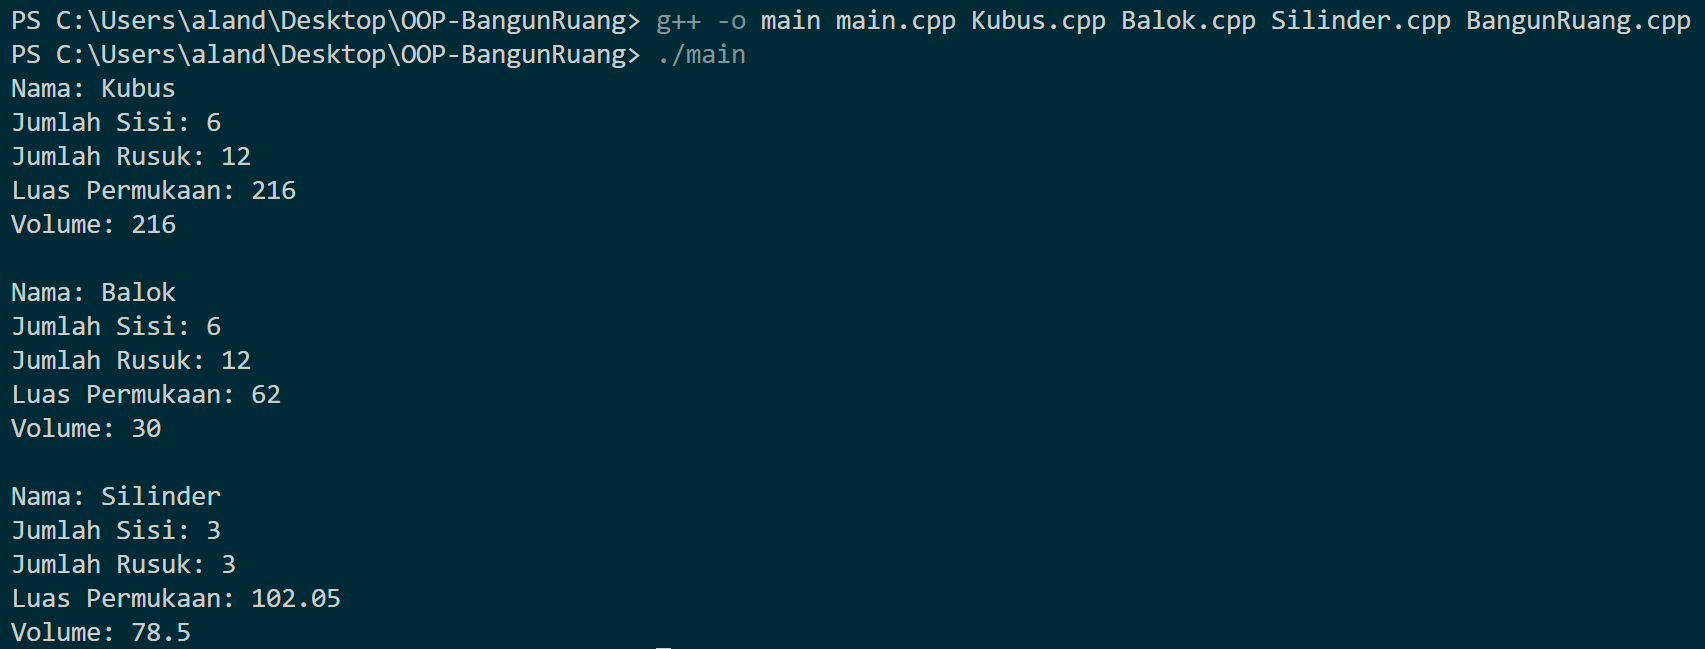 PS C:\Users\aland\Desktop\OOP-BangunRuang> g++ -o main main.cpp Kubus.cpp Balok.cpp Silinder.cpp BangunRuang.cpp
PS C:\Users\aland\Desktop\OOP-BangunRuang> ./main
Nama: Kubus
Jumlah Sisi: 6
Jumlah Rusuk: 12
Luas Permukaan: 216
Volume: 216

Nama: Balok
Jumlah Sisi: 6
Jumlah Rusuk: 12
Luas Permukaan: 62
Volume: 30

Nama: Silinder
Jumlah Sisi: 3
Jumlah Rusuk: 3
Luas Permukaan: 102.05
Volume: 78.5